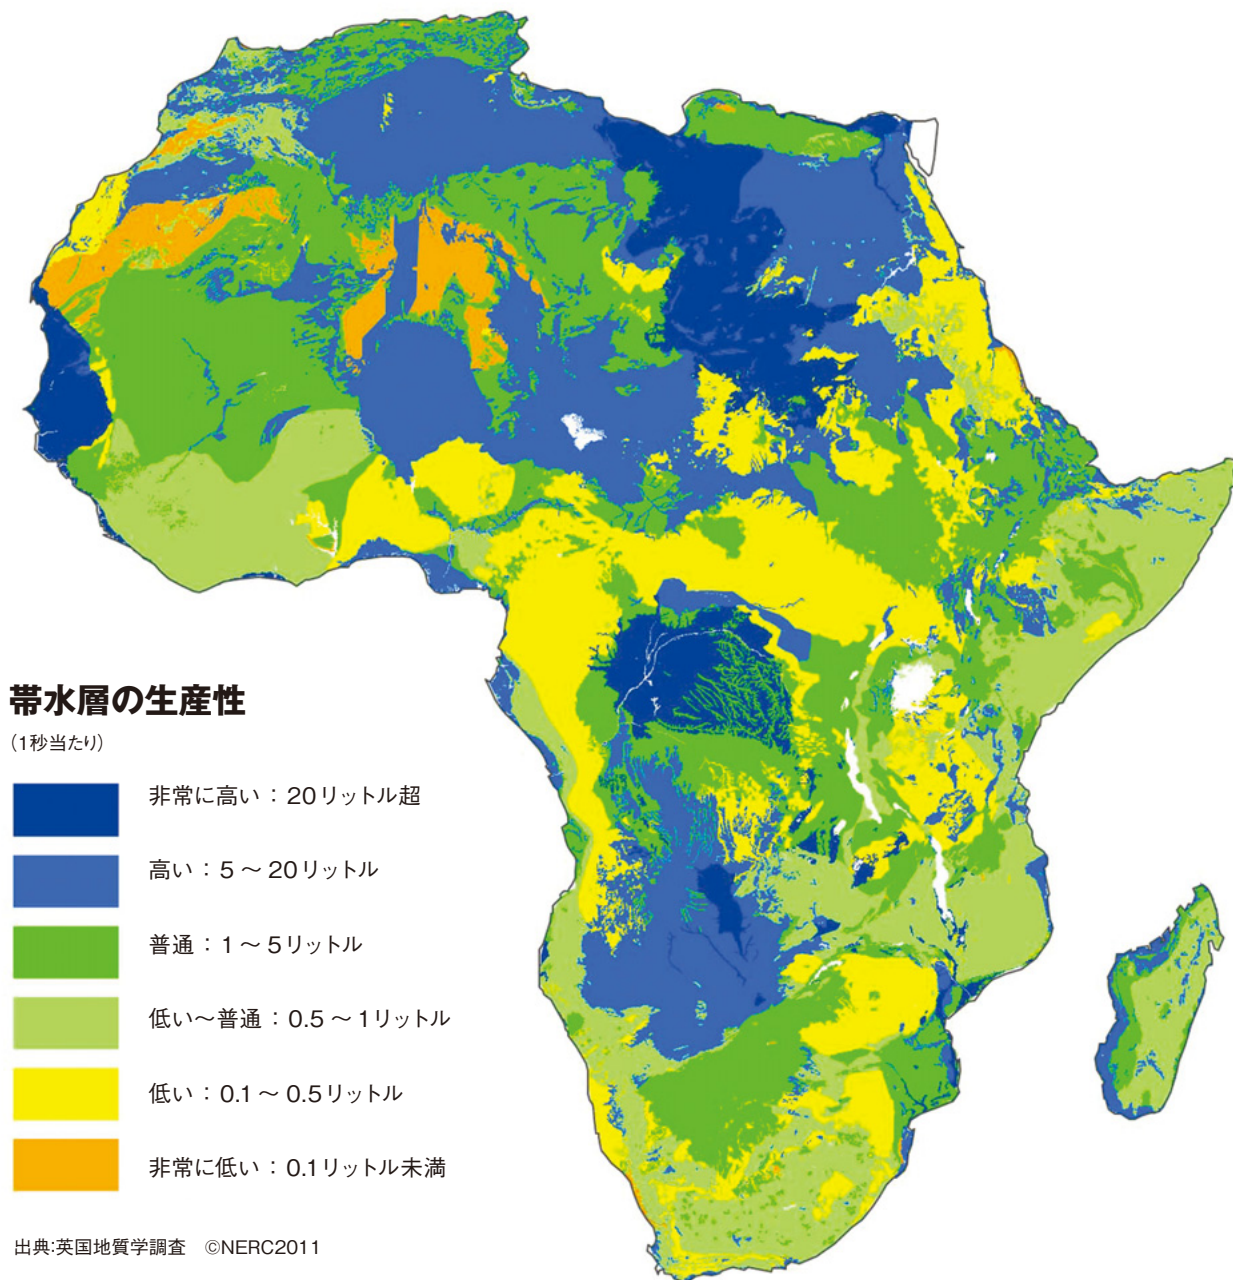 帯水層の生産性
(1秒当たり)
非常に高い：20リットル超
高い：5～20リットル
普通：1～5リットル
低い～普通：0.5～1リットル
低い：0.1～0.5リットル
非常に低い：0.1リットル未満
出典:英国地質学調査　©NERC2011